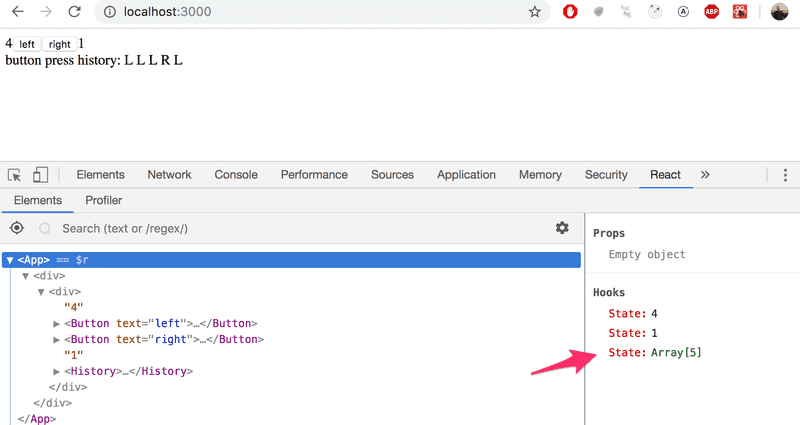 localhost:3000
ABP
4 left right 1
button press history: L L L R L
Elements Network Console Performance Sources Application Memory Security React »
Elements Profiler
Search (text or /regex/)
▼ <App> == $r
▼ <div>
▼ <div>
"4"
▶ <Button text="left">…</Button>
▶ <Button text="right">…</Button>
"1"
▶ <History>…</History>
</div>
</div>
</App>
Props
Empty object
Hooks
State: 4
State: 1
State: Array[5]